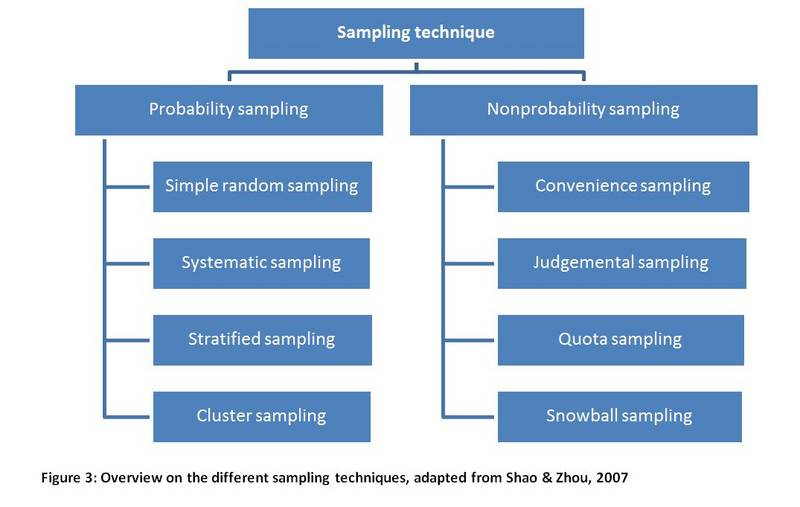 Sampling technique
Probability sampling
Nonprobability sampling
Simple random sampling
Convenience sampling
Systematic sampling
Judgemental sampling
Stratified sampling
Quota sampling
Cluster sampling
Snowball sampling
Figure 3: Overview on the different sampling techniques, adapted from Shao & Zhou, 2007